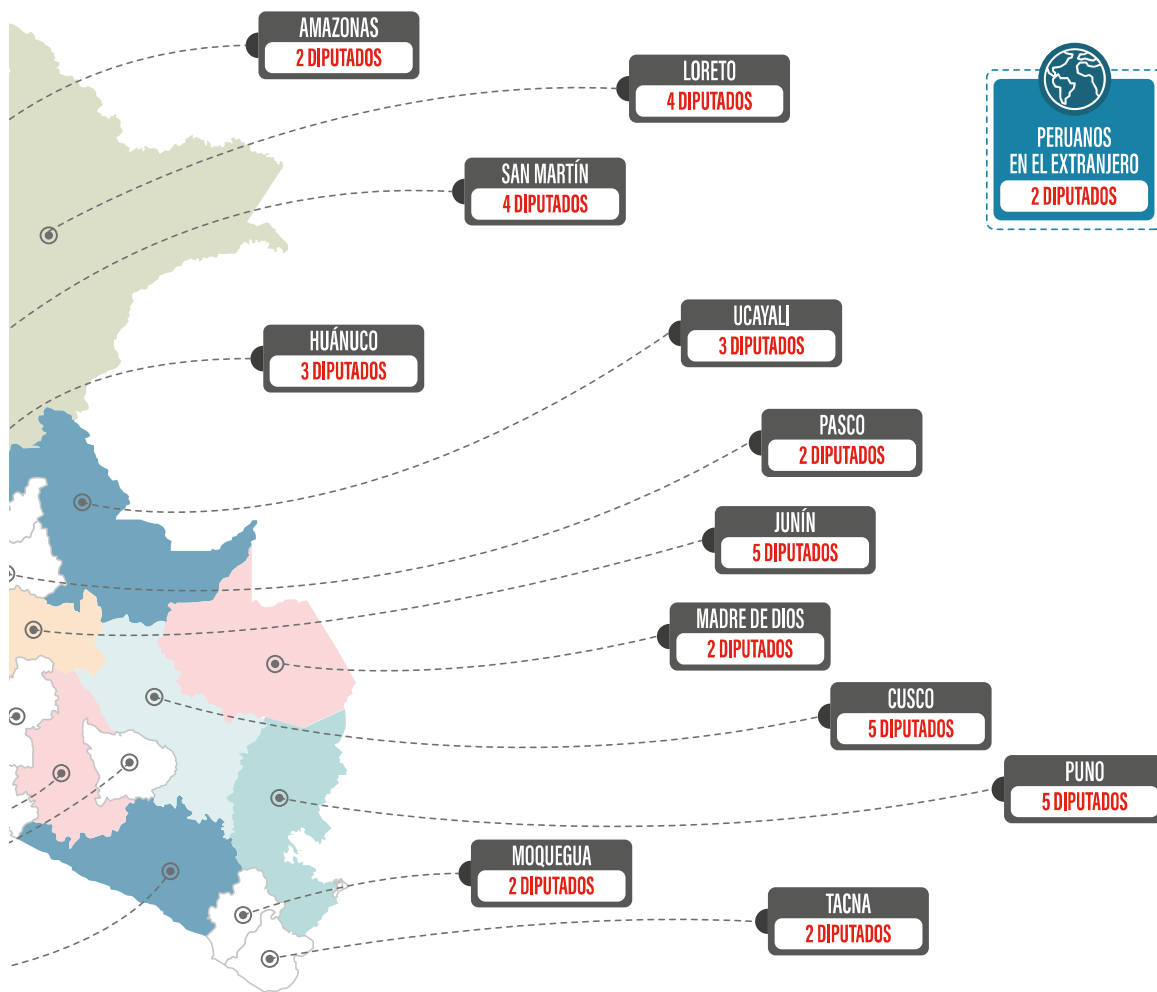 AMAZONAS
2 DIPUTADOS
LORETO
4 DIPUTADOS
PERUANOS
EN EL EXTRANJERO
2 DIPUTADOS
SAN MARTÍN
4 DIPUTADOS
UCAYALI
3 DIPUTADOS
HUÁNUCO
3 DIPUTADOS
PASCO
2 DIPUTADOS
JUNÍN
5 DIPUTADOS
MADRE DE DIOS
2 DIPUTADOS
CUSCO
5 DIPUTADOS
PUNO
5 DIPUTADOS
MOQUEGUA
2 DIPUTADOS
TACNA
2 DIPUTADOS